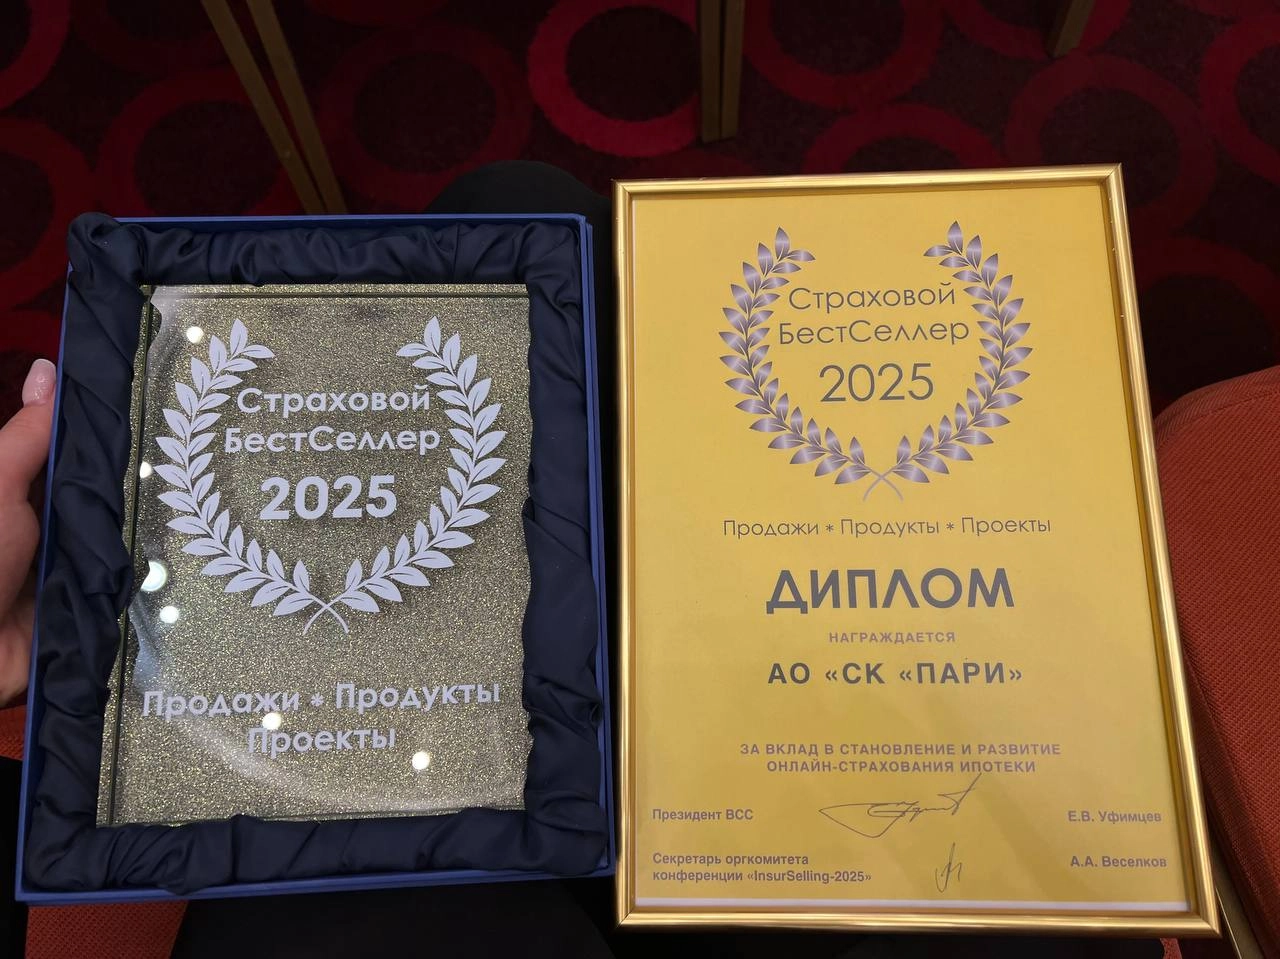 Страховой
БестСеллер
2025
Продажи * Продукты
Проекты
Страховой
БестСеллер
2025
Продажи * Продукты * Проекты
ДИПЛОМ
НАГРАЖДАЕТСЯ
АО «СК «ПАРИ»
ЗА ВКЛАД В СТАНОВЛЕНИЕ И РАЗВИТИЕ
ОНЛАЙН-СТРАХОВАНИЯ ИПОТЕКИ
Президент ВСС Е.В. Уфимцев
Секретарь оргкомитета
конференции «InsurSelling-2025» А.А. Веселков